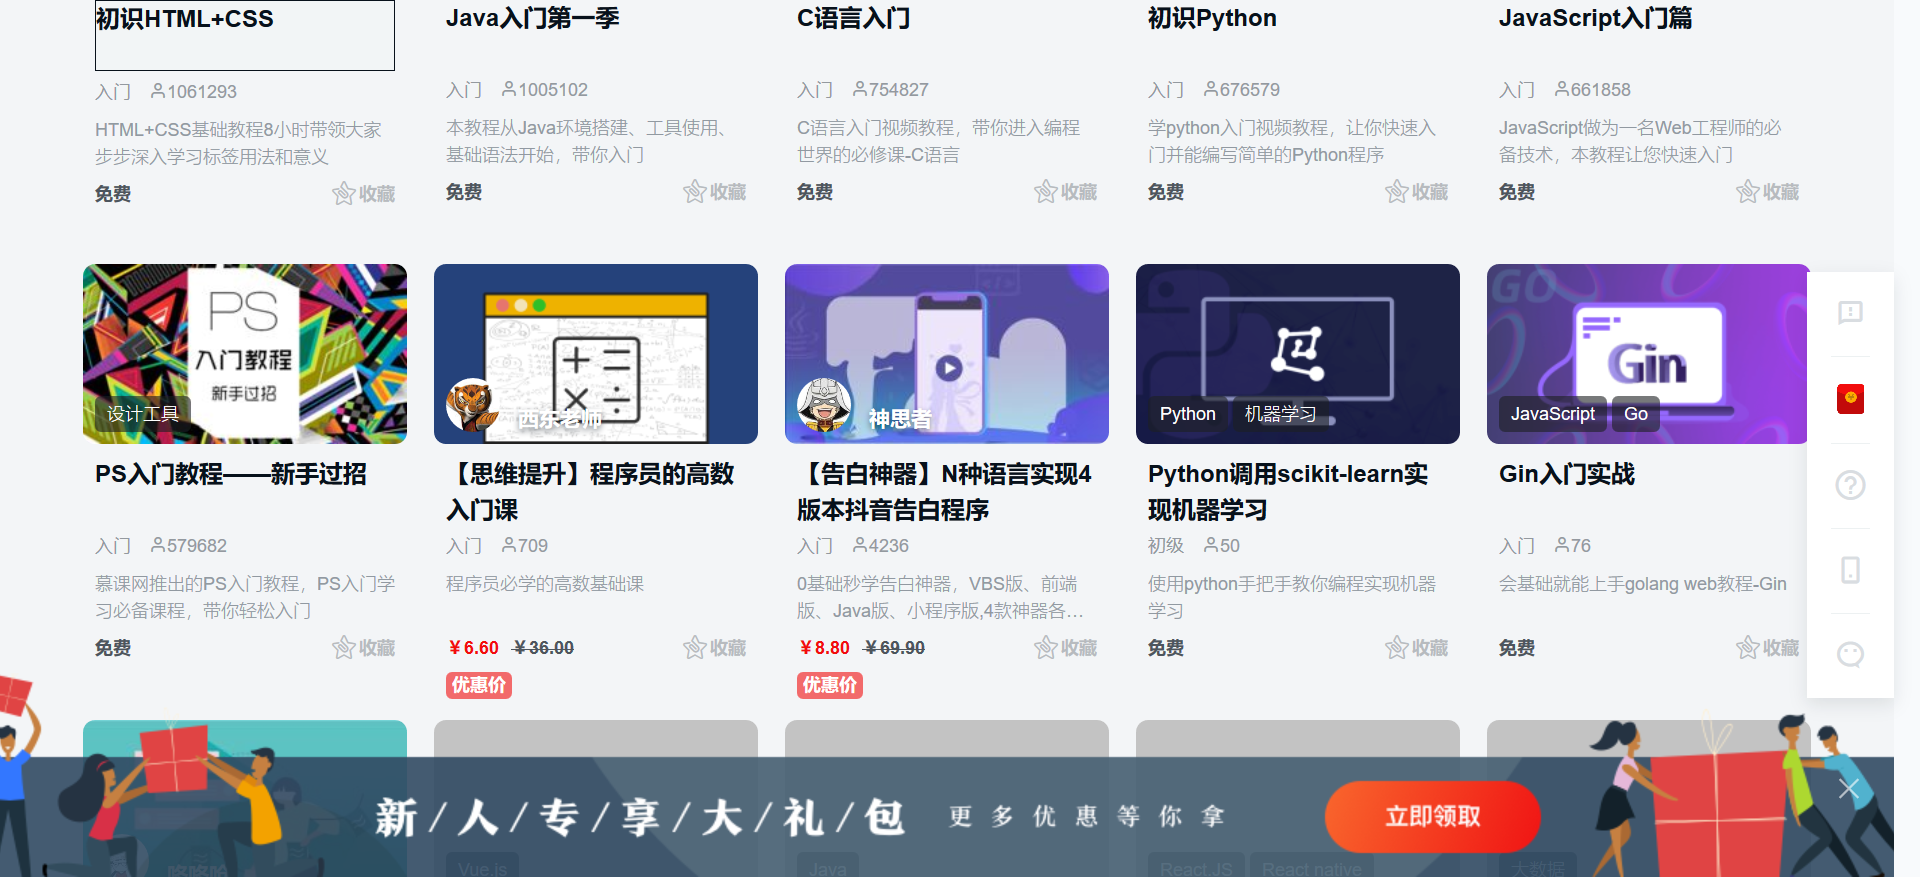 初识HTML+CSS
Java入门第一季
C语言入门
初识Python
JavaScript入门篇
入门 1061293
入门 1005102
入门 754827
入门 676579
入门 661858
HTML+CSS基础教程8小时带领大家
步步深入学习标签用法和意义
本教程从Java环境搭建、工具使用、
基础语法开始，带你入门
C语言入门视频教程，带你进入编程
世界的必修课-C语言
学python入门视频教程，让你快速入
门并能编写简单的Python程序
JavaScript做为一名Web工程师的必
备技术，本教程让您快速入门
免费 收藏
免费 收藏
免费 收藏
免费 收藏
免费 收藏
PS
入门教程
新手过招
设计工具
西东老师
神思者
Python 机器学习
GO
Gin
JavaScript Go
PS入门教程——新手过招
【思维提升】程序员的高数
入门课
【告白神器】N种语言实现4
版本抖音告白程序
Python调用scikit-learn实
现机器学习
Gin入门实战
入门 579682
入门 709
入门 4236
初级 50
入门 76
慕课网推出的PS入门教程，PS入门学
习必备课程，带你轻松入门
程序员必学的高数基础课
0基础秒学告白神器，VBS版、前端
版、Java版、小程序版,4款神器各...
使用python手把手教你编程实现机器
学习
会基础就能上手golang web教程-Gin
免费 收藏
￥6.60 ￥36.00 收藏
优惠价
￥8.80 ￥69.90 收藏
优惠价
免费 收藏
免费 收藏
新/人/专/享/大/礼/包 更多优惠等你拿 立即领取
Vue.js
Java
React.JS React native
大数据